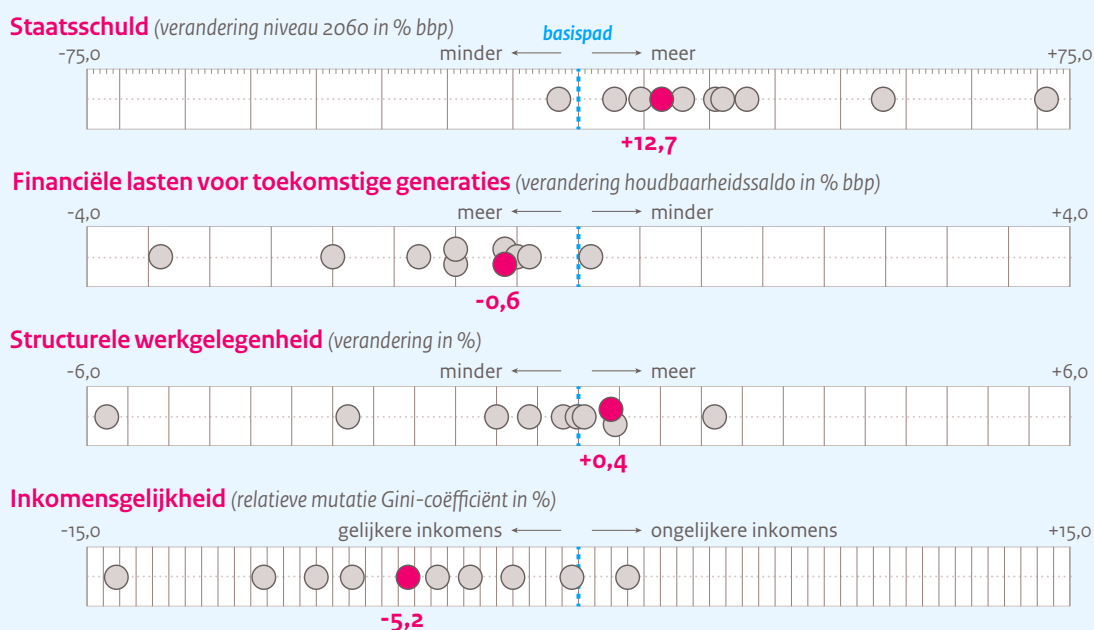 Staatsschuld (verandering niveau 2060 in % bbp)
basispad
-75,0 minder meer +75,0
+12,7
Financiële lasten voor toekomstige generaties (verandering houdbaarheidssaldo in % bbp)
-4,0 meer minder +4,0
-0,6
Structurele werkgelegenheid (verandering in %)
-6,0 minder meer +6,0
+0,4
Inkomensgelijkheid (relatieve mutatie Gini-coëfficiënt in %)
-15,0 gelijkere inkomens ongelijkere inkomens +15,0
-5,2